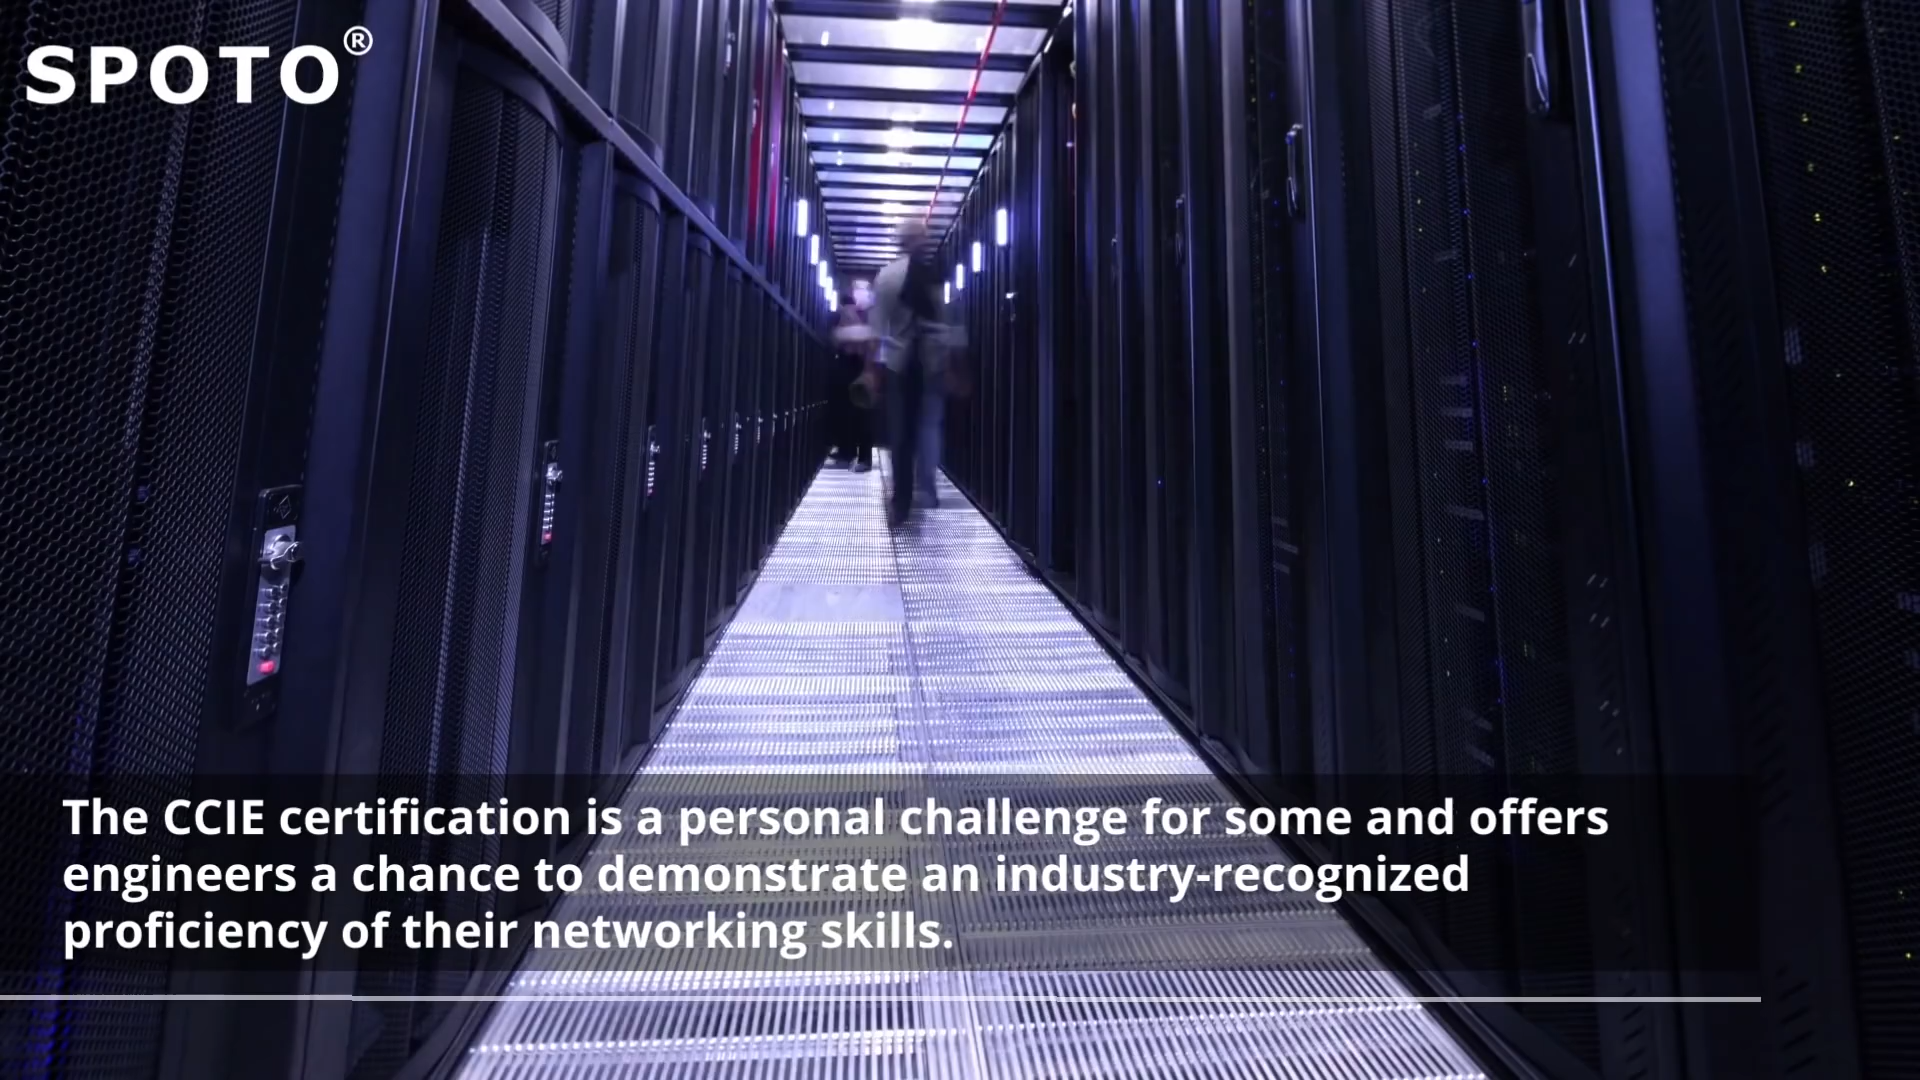 SPOTO®
The CCIE certification is a personal challenge for some and offers
engineers a chance to demonstrate an industry-recognized
proficiency of their networking skills.